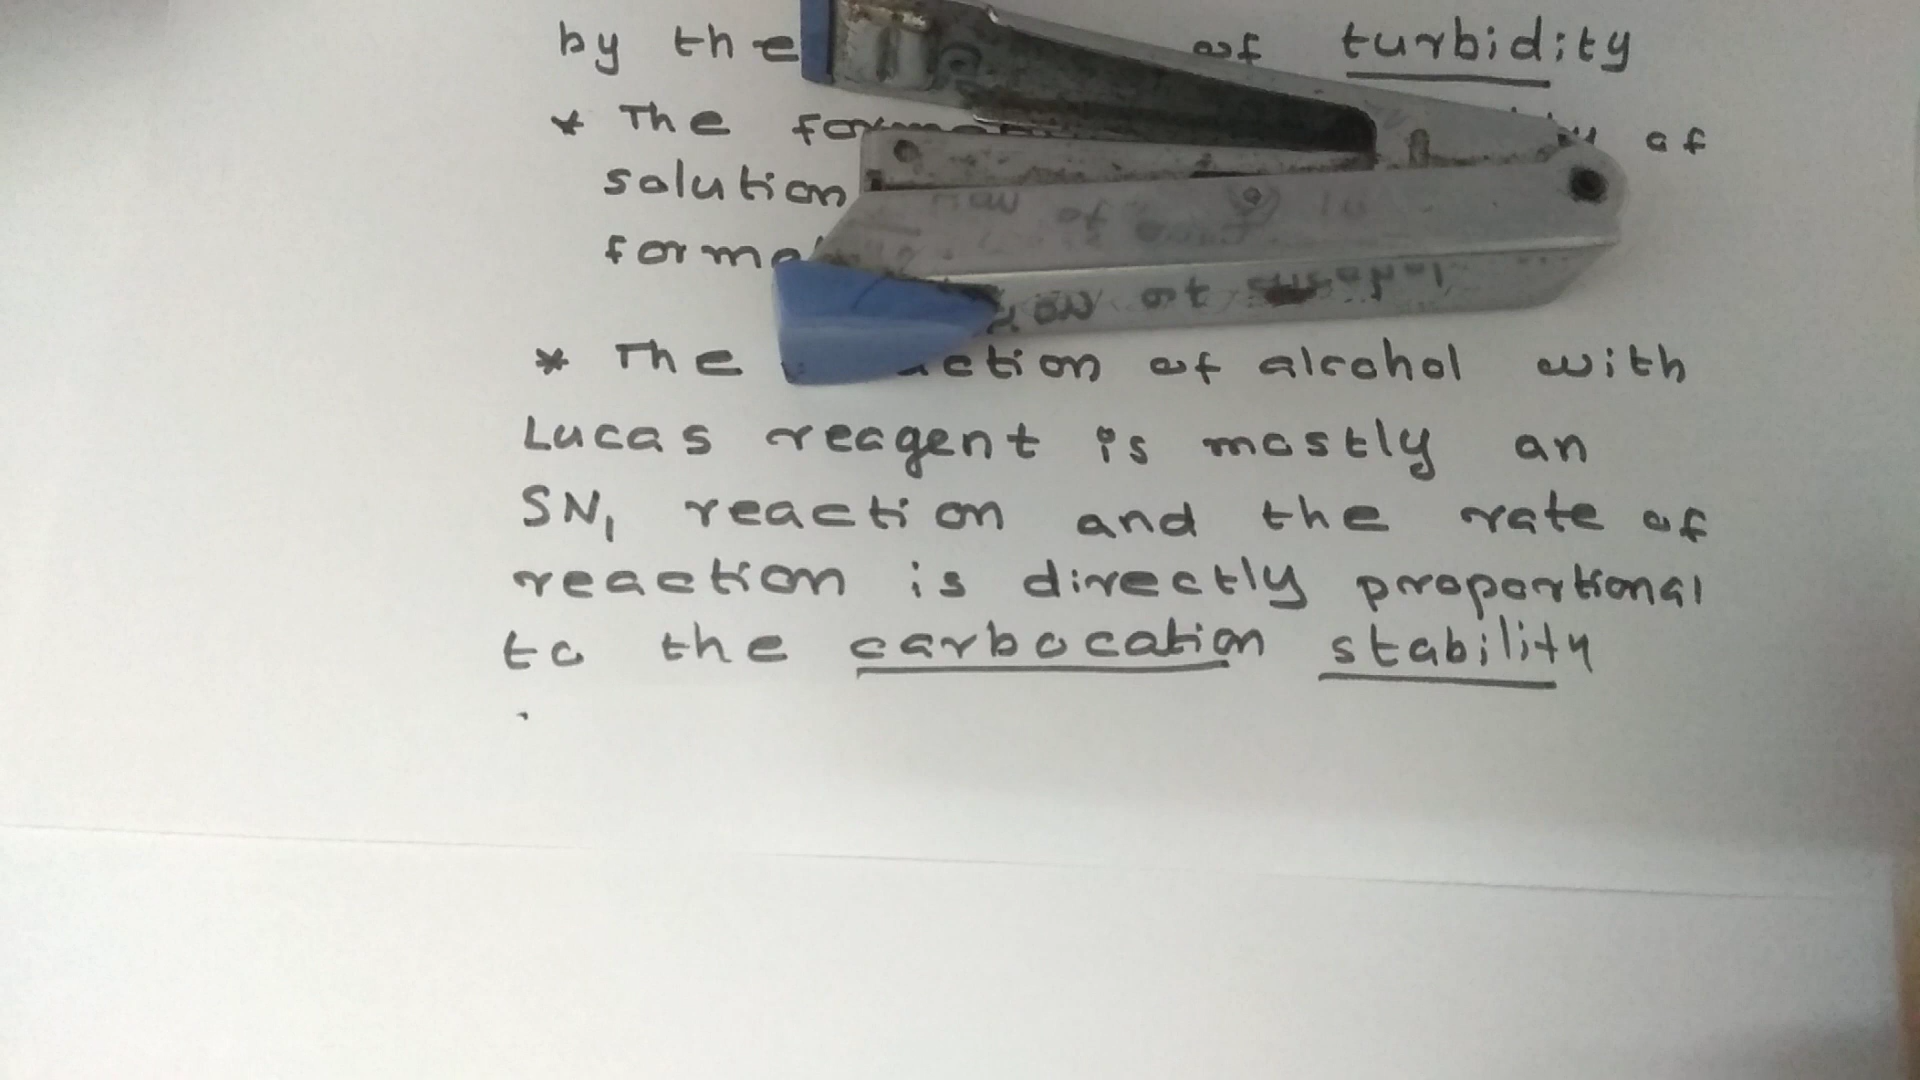 by the of turbidity
* The of
solution
* The of alcohol with
Lucas reagent is mostly an
SN1 reaction and the rate of
reaction is directly proportional
to the carbocation stability